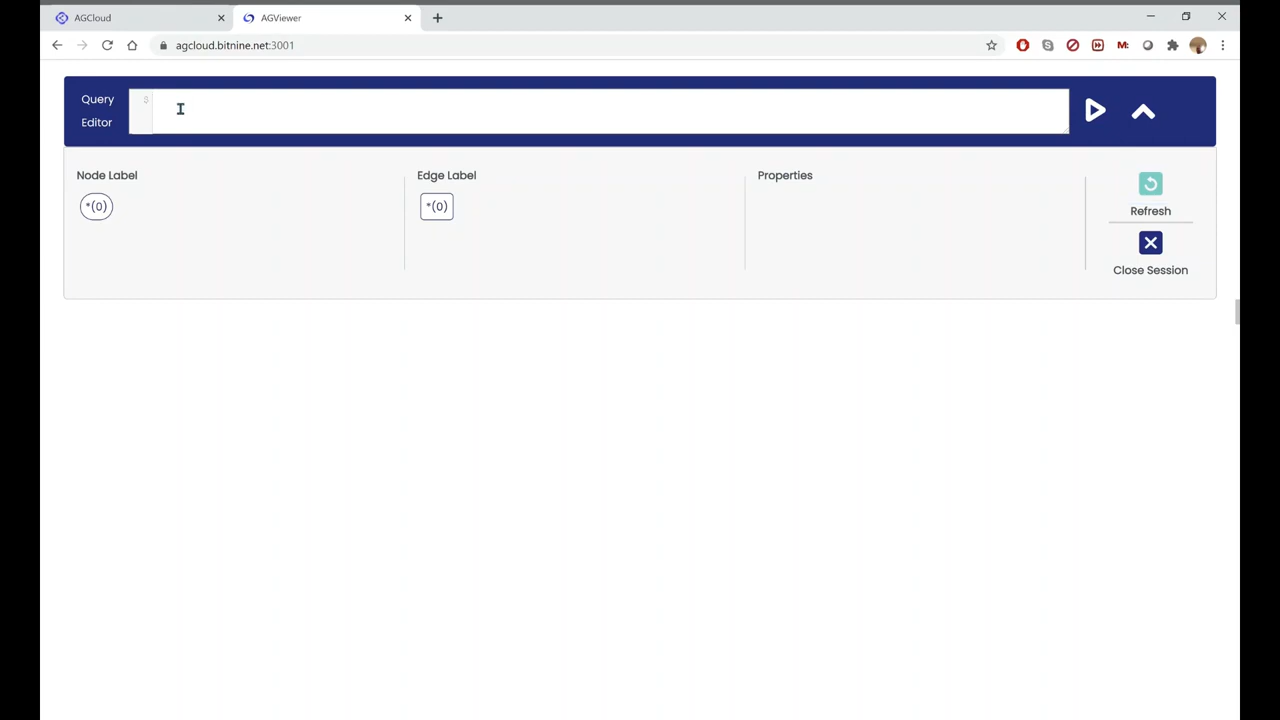 AGCloud
AGViewer
agcloud.bitnine.net:3001
M:
Query
Editor
$
Node Label
Edge Label
Properties
*(0)
*(0)
Refresh
Close Session